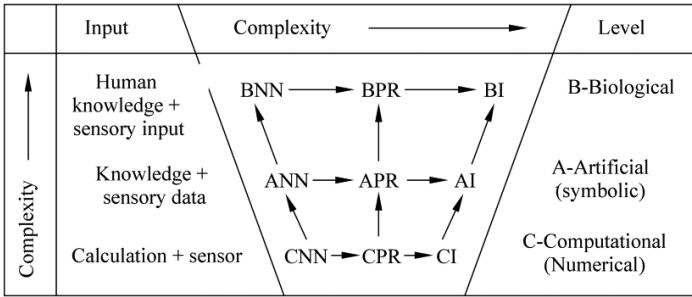 Input
Complexity
Level
Complexity
Human
knowledge +
sensory input
BNN
BPR
BI
B-Biological
Knowledge +
sensory data
ANN
APR
AI
A-Artificial
(symbolic)
Calculation + sensor
CNN
CPR
CI
C-Computational
(Numerical)